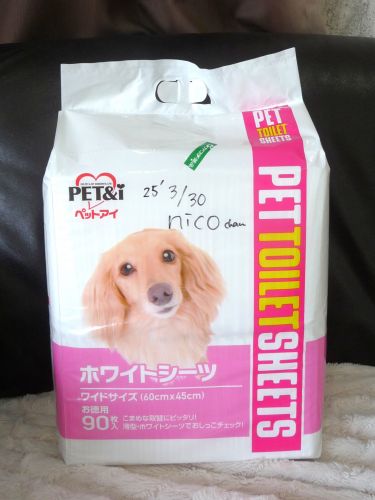 PET
TOILET
SHEETS
PET&i
ペットアイ
25' 3/30
nico chan
PET TOILET SHEETS
ホワイトシーツ
ワイドサイズ (60cm×45cm)
お徳用
90枚入
こまめな取替にピッタリ!
薄型・ホワイトシーツでおしっこチェック!